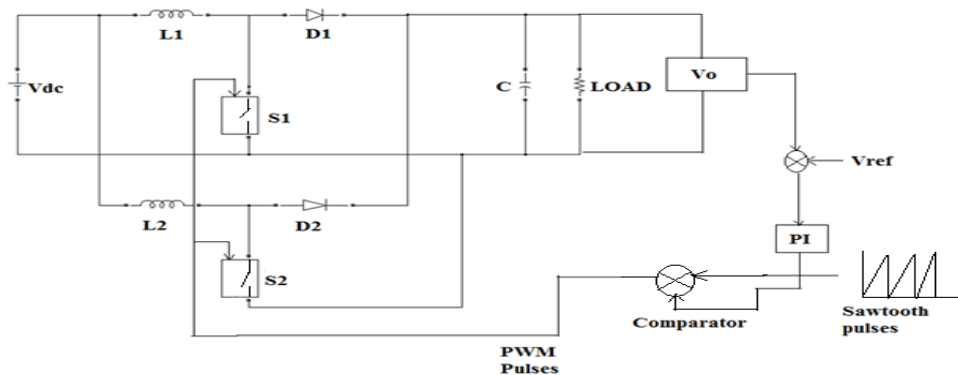 L1
D1
Vdc
S1
C
LOAD
Vo
Vref
L2
D2
PI
S2
Comparator
Sawtooth
pulses
PWM
Pulses